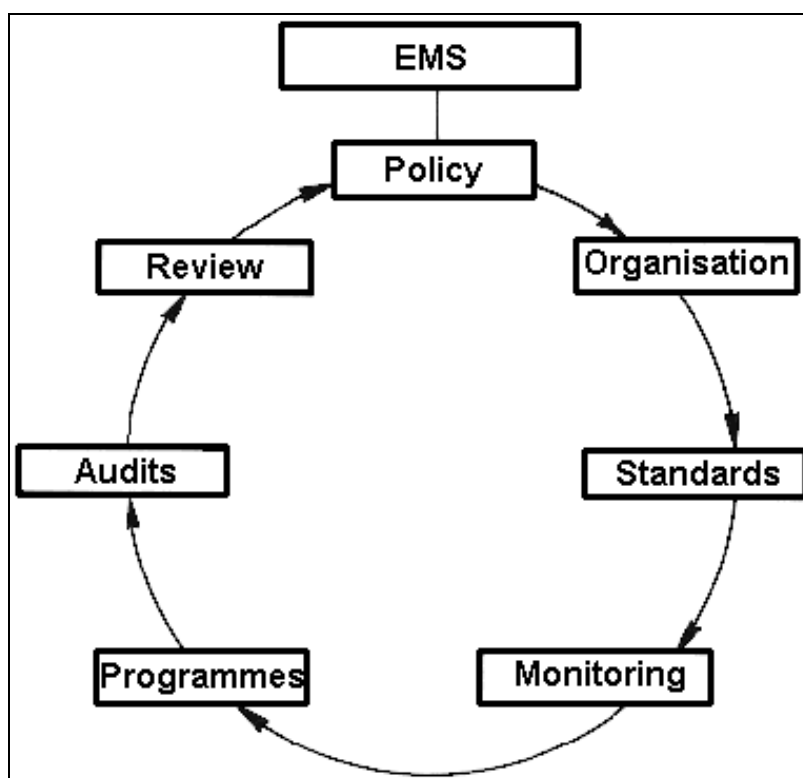 EMS
Policy
Organisation
Standards
Monitoring
Programmes
Audits
Review